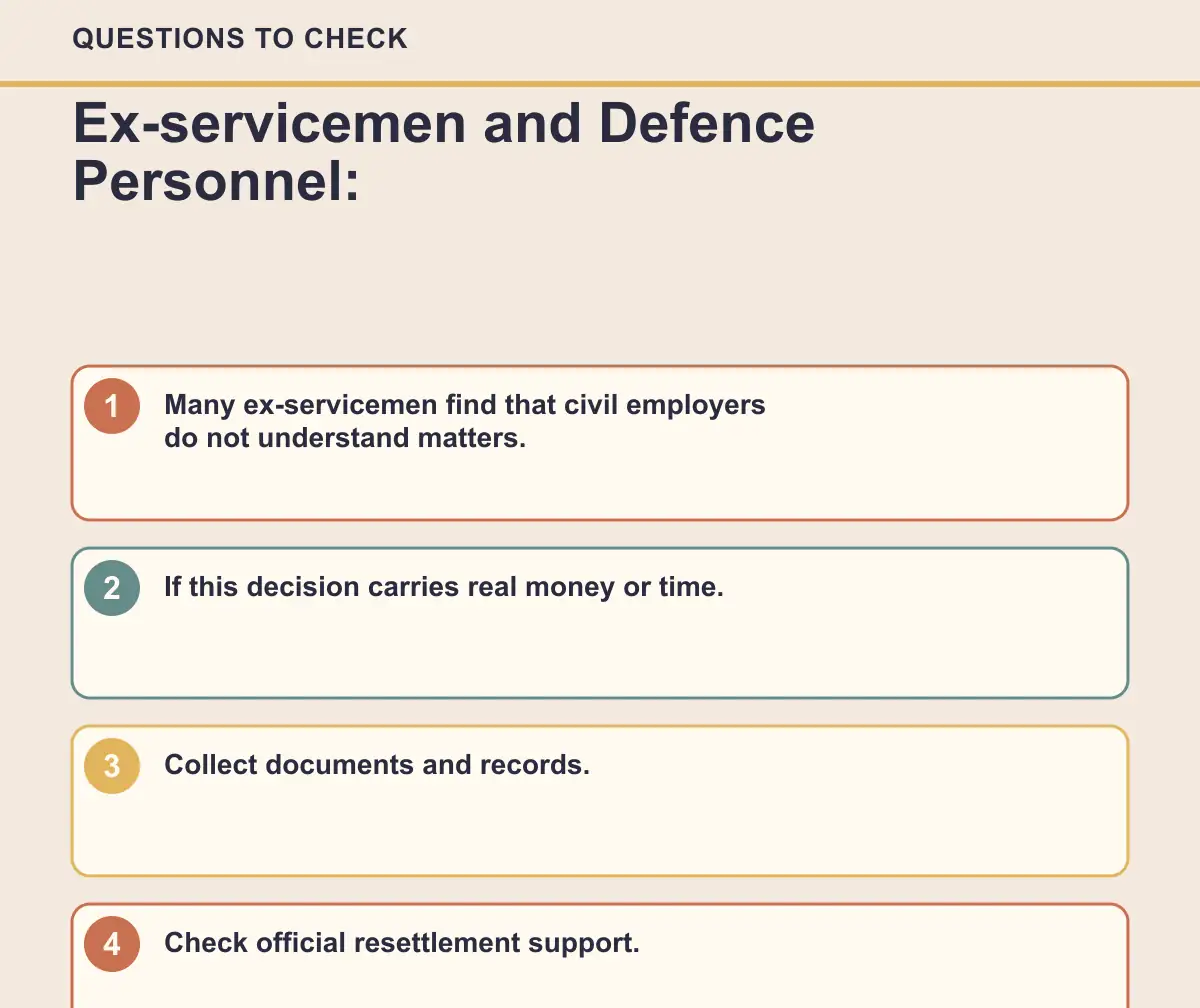 QUESTIONS TO CHECK
Ex-servicemen and Defence
Personnel:
1
Many ex-servicemen find that civil employers
do not understand matters.
2
If this decision carries real money or time.
3
Collect documents and records.
4
Check official resettlement support.